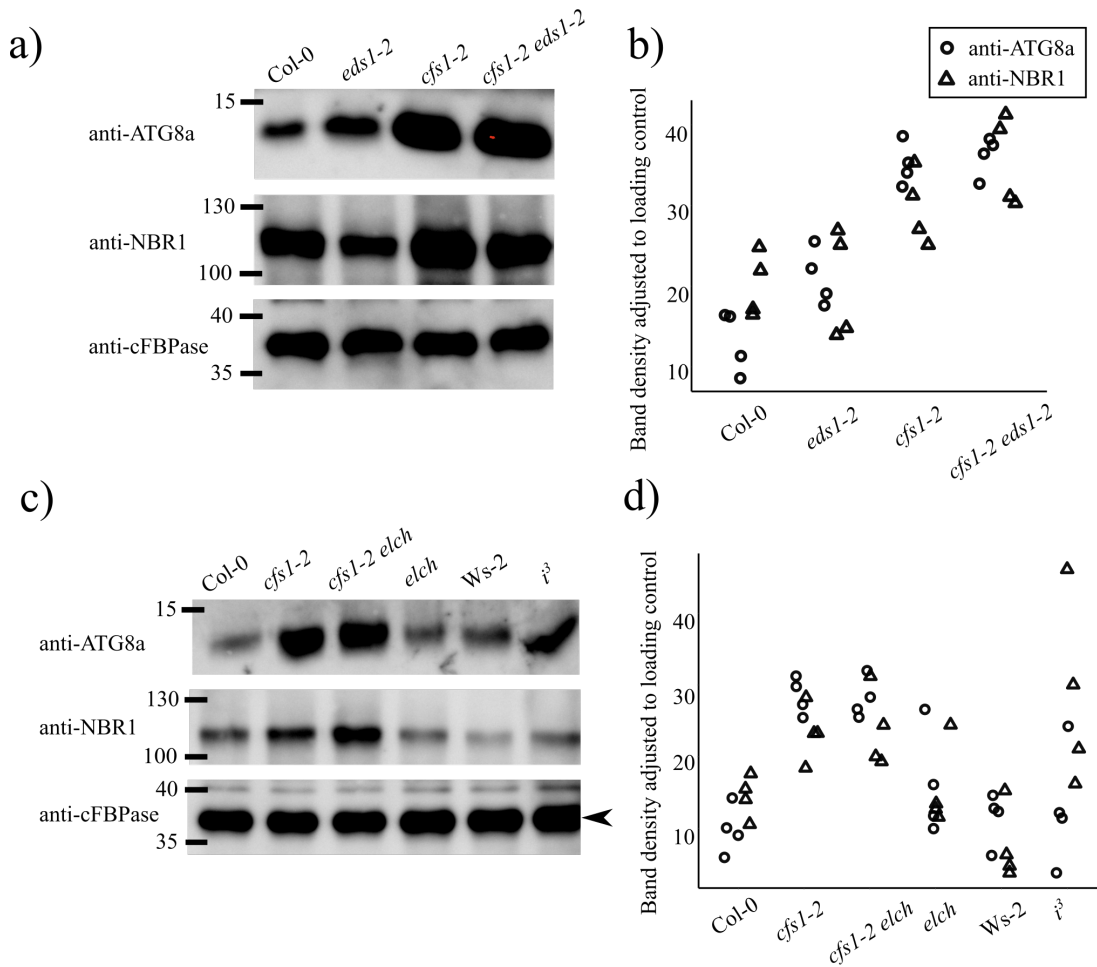 a)
Col-0
eds1-2
cfs1-2
cfs1-2 eds1-2
15
anti-ATG8a
130
anti-NBR1
100
40
anti-cFBPase
35
b)
anti-ATG8a
anti-NBR1
Band density adjusted to loading control
40
30
20
10
Col-0
eds1-2
cfs1-2
cfs1-2 eds1-2
c)
Col-0
cfs1-2
cfs1-2 elch
elch
Ws-2
i³
15
anti-ATG8a
130
anti-NBR1
100
40
anti-cFBPase
35
d)
Band density adjusted to loading control
40
30
20
10
Col-0
cfs1-2
cfs1-2 elch
elch
Ws-2
i³